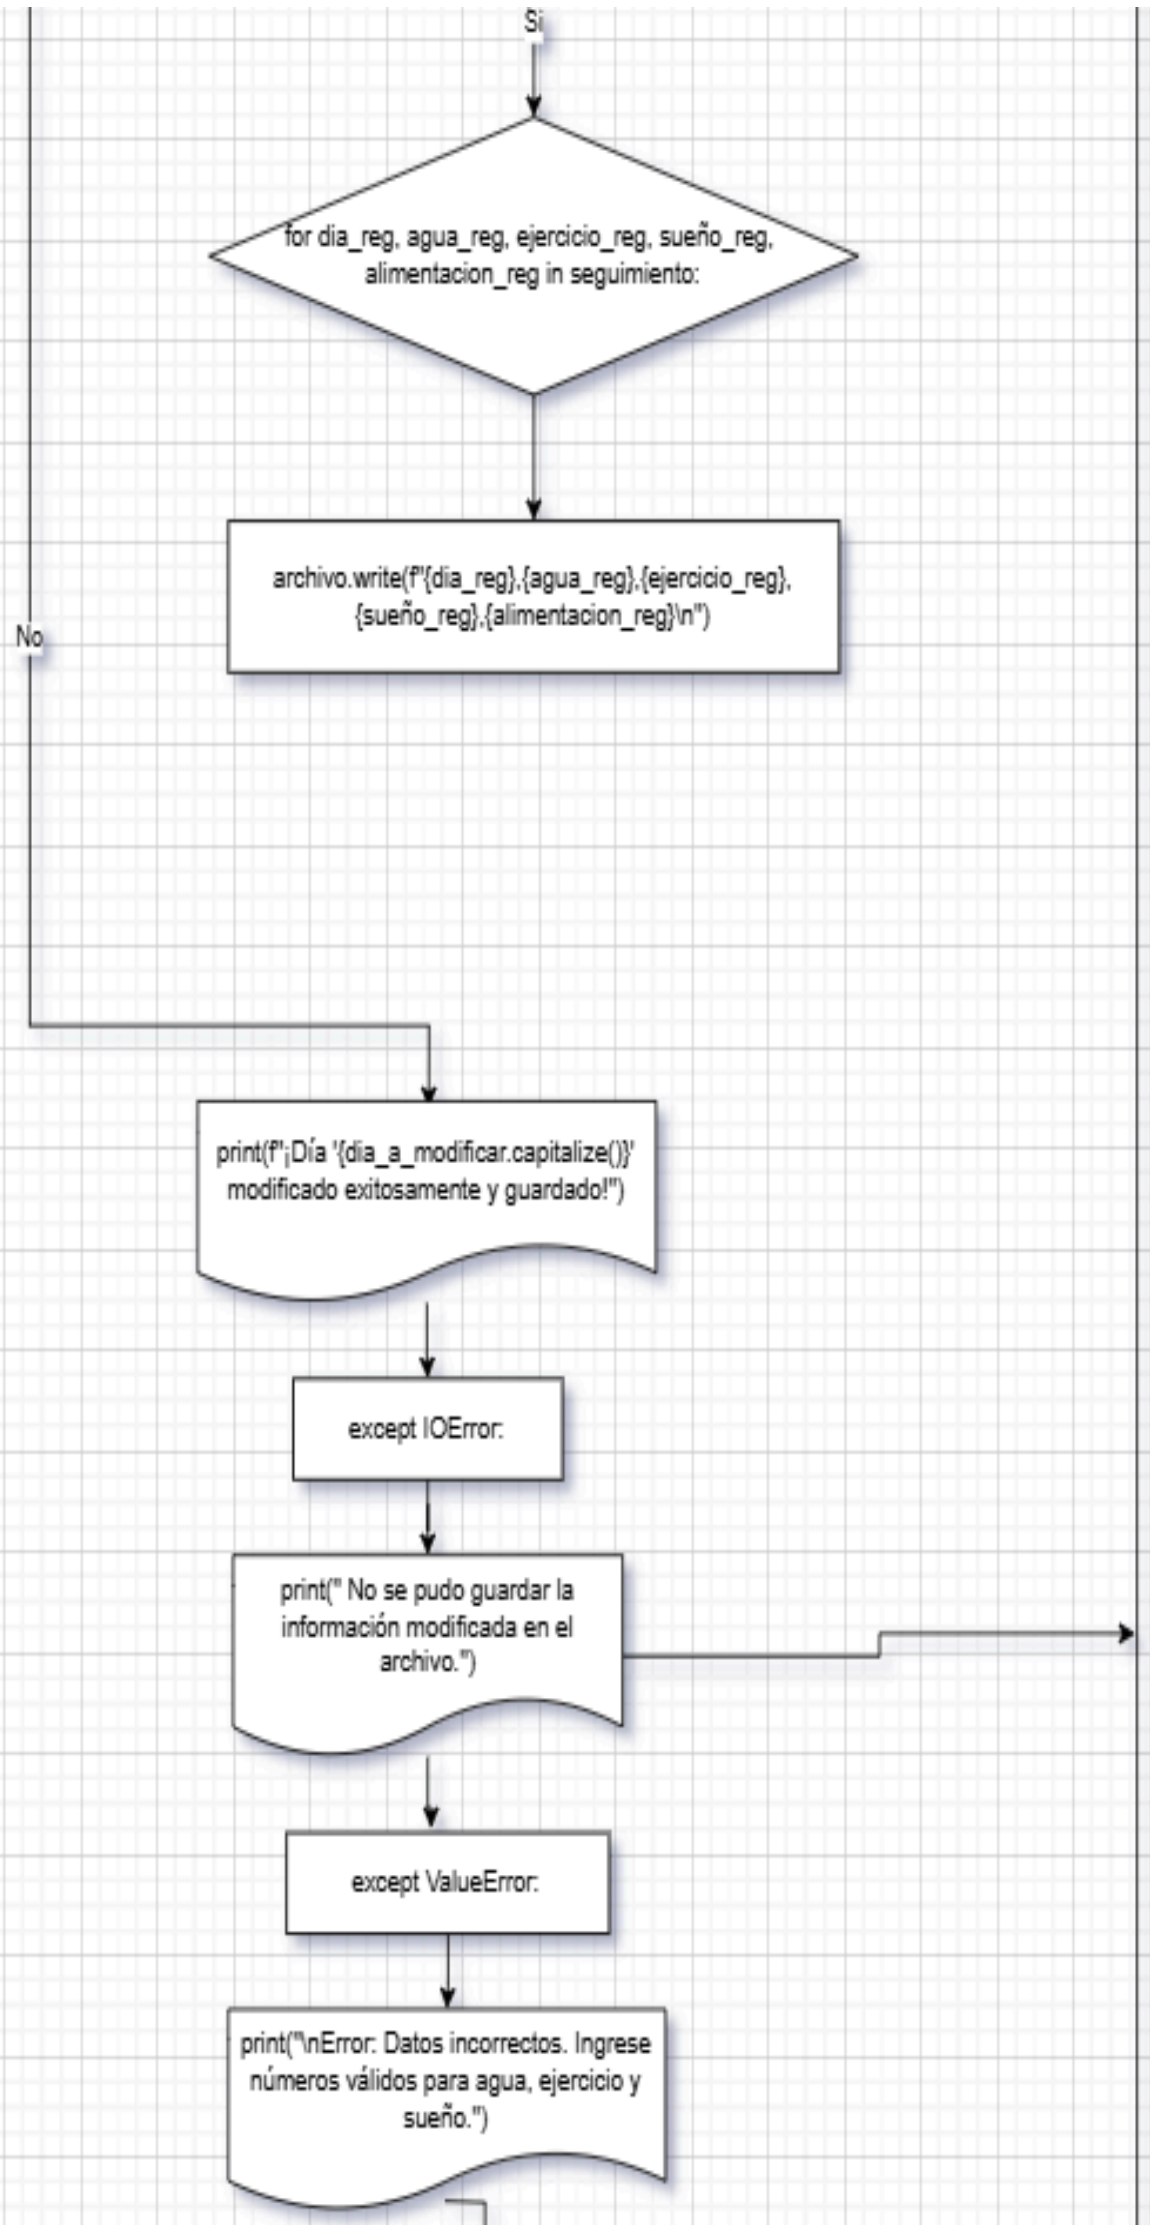 Si
for dia_reg, agua_reg, ejercicio_reg, sueño_reg,
alimentacion_reg in seguimiento:
archivo.write(f"{dia_reg},{agua_reg},{ejercicio_reg},
{sueño_reg},{alimentacion_reg}\n")
No
print(f"¡Día '{dia_a_modificar.capitalize()}'
modificado exitosamente y guardado!")
except IOError:
print(" No se pudo guardar la
información modificada en el
archivo.")
except ValueError:
print("\nError: Datos incorrectos. Ingrese
números válidos para agua, ejercicio y
sueño.")